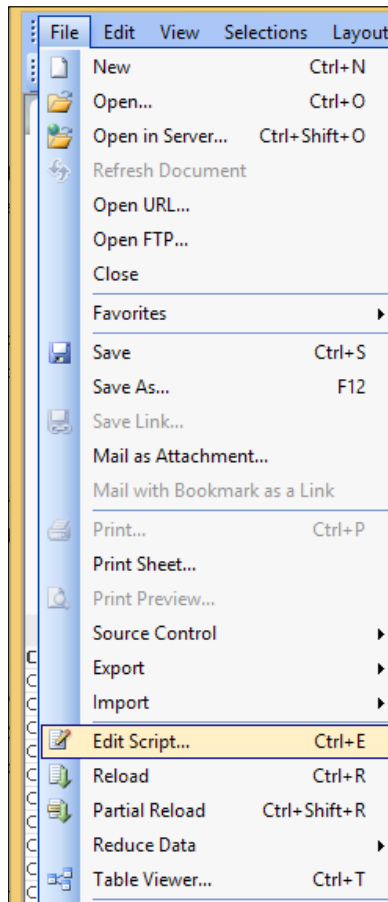 File Edit View Selections Layout
New Ctrl+N
Open... Ctrl+O
Open in Server... Ctrl+Shift+O
Refresh Document
Open URL...
Open FTP...
Close
Favorites
Save Ctrl+S
Save As... F12
Save Link...
Mail as Attachment...
Mail with Bookmark as a Link
Print... Ctrl+P
Print Sheet...
Print Preview...
Source Control
Export
Import
Edit Script... Ctrl+E
Reload Ctrl+R
Partial Reload Ctrl+Shift+R
Reduce Data
Table Viewer... Ctrl+T